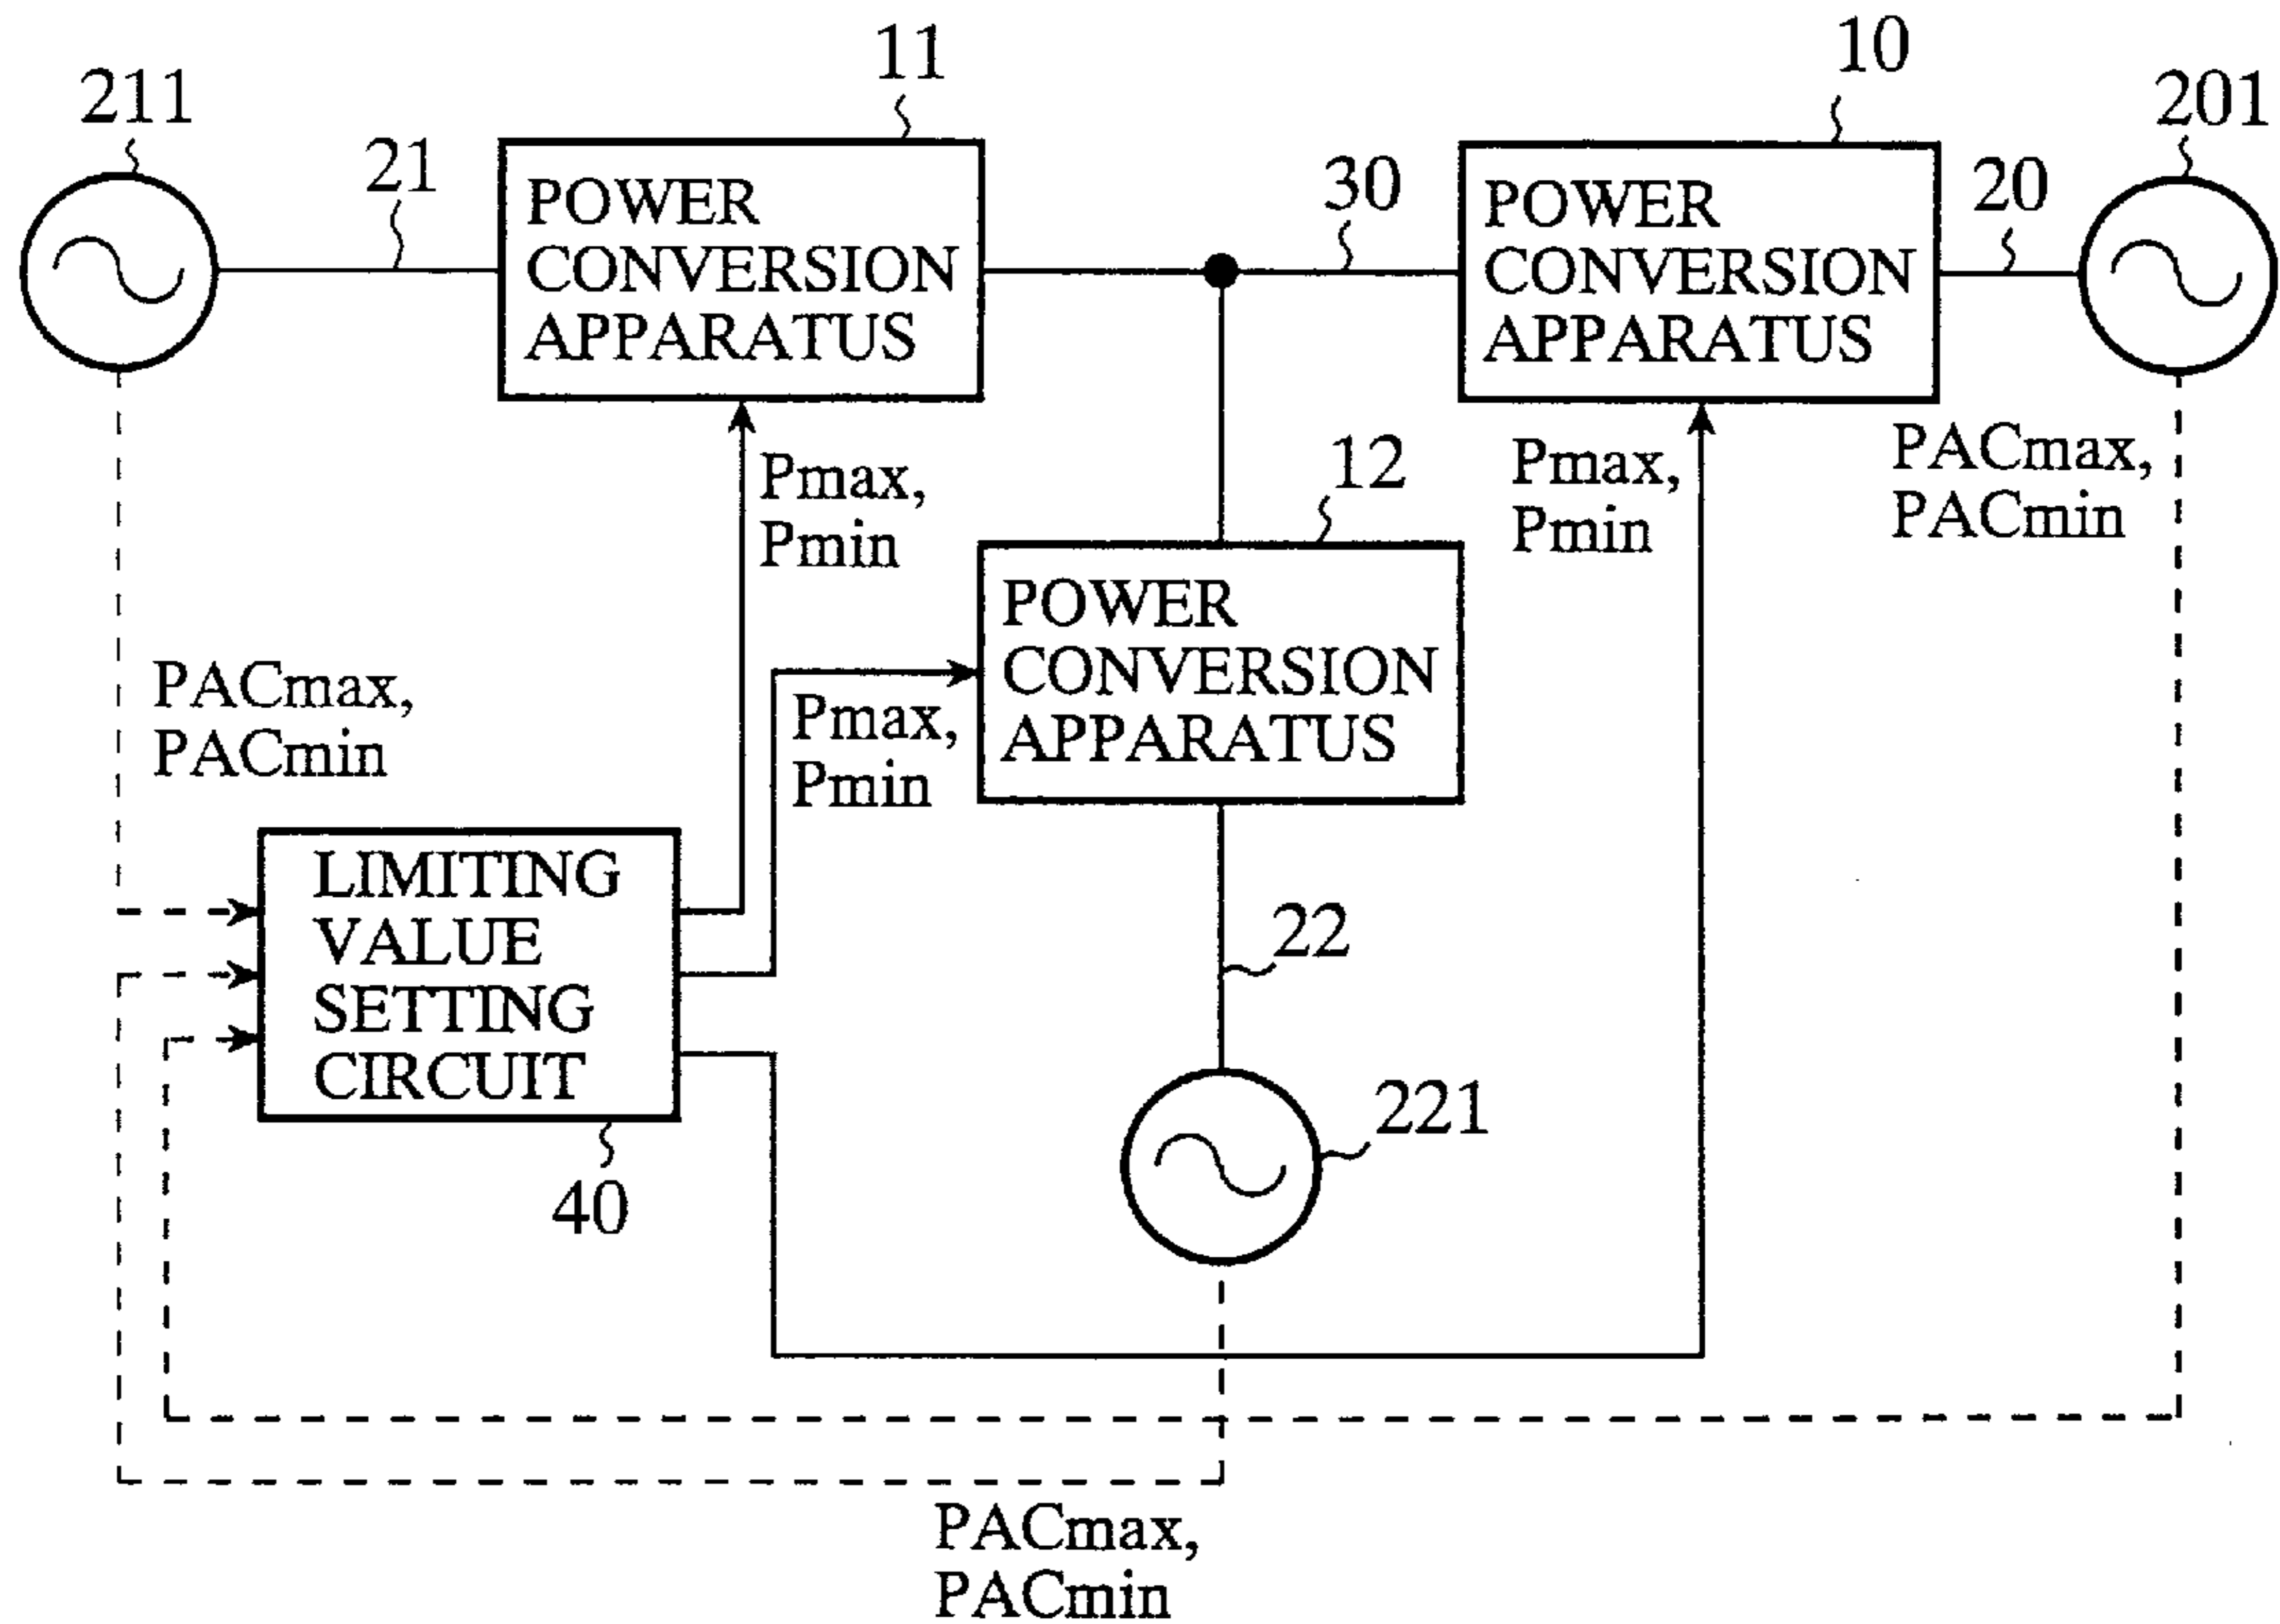 211
21
11
POWER
CONVERSION
APPARATUS
30
10
POWER
CONVERSION
APPARATUS
20
201
Pmax,
Pmin
12
Pmax,
Pmin
PACmax,
PACmin
POWER
CONVERSION
APPARATUS
PACmax,
PACmin
Pmax,
Pmin
LIMITING
VALUE
SETTING
CIRCUIT
40
22
221
PACmax,
PACmin